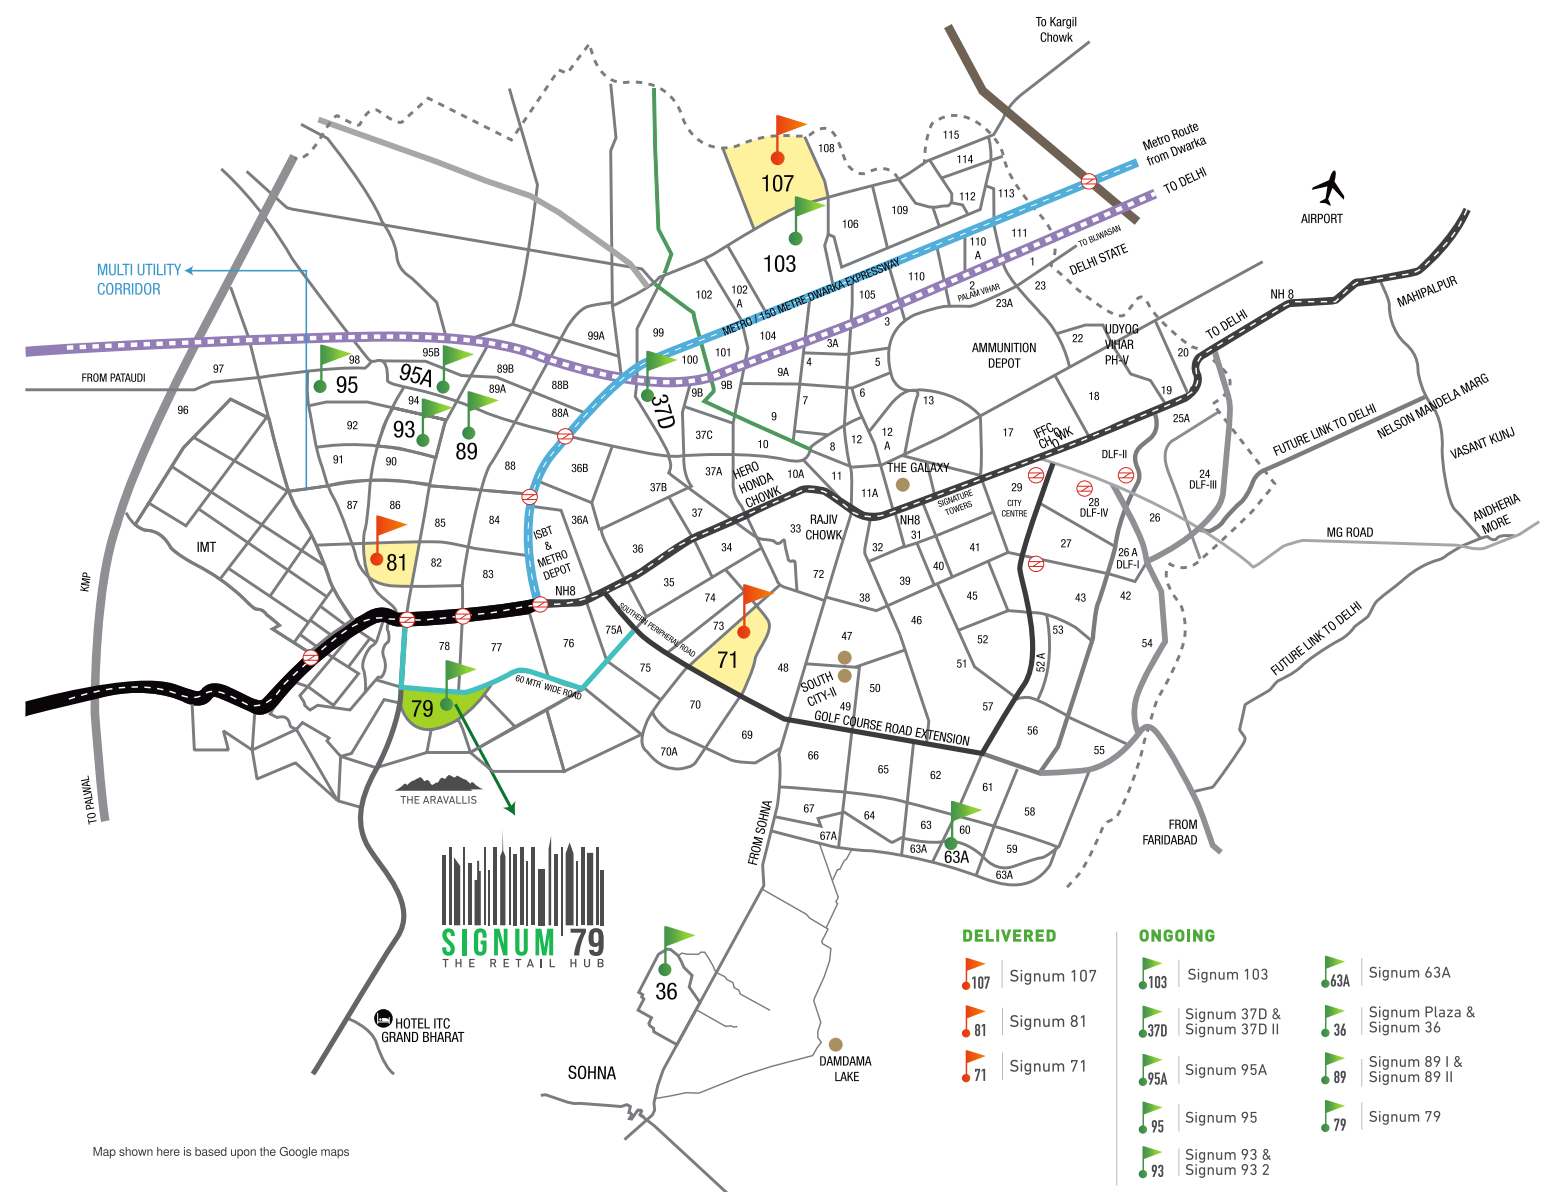 To Kargil
Chowk
Metro Route
from Dwarka
TO DELHI
AIRPORT
115
114
108
107
113
112
109
106
111
110
A
TO BIJWASAN
DELHI STATE
103
MULTI UTILITY
CORRIDOR
METRO / 150 METRE DWARKA EXPRESSWAY
102
102
A
105
110
2
1
PALAM VIHAR
23A
23
NH 8
MAHIPALPUR
TO DELHI
99A
99
104
3
3A
AMMUNITION
DEPOT
22
UDYOG
VIHAR
PH-V
20
FROM PATAUDI
97
98
95B
95
95A
89B
89A
88B
100
101
9B
9B
9A
4
5
37D
96
94
93
92
89
88A
9
7
6
13
18
19
25A
FUTURE LINK TO DELHI
NELSON MANDELA MARG
VASANT KUNJ
91
90
88
36B
37C
10
8
12
12
A
17
IFFCO
CHOWK
DLF-II
37A
HERO
HONDA
CHOWK
10A
11
THE GALAXY
11A
SIGNATURE
TOWERS
29
CITY
CENTRE
28
DLF-IV
24
DLF-III
26
ANDHERIA
MORE
MG ROAD
87
86
85
84
36A
37B
37
33
RAJIV
CHOWK
NH8
31
32
IMT
81
82
83
ISBT
&
METRO
DEPOT
36
34
41
27
26 A
DLF-I
KMP
NH8
35
72
39
40
74
38
45
43
42
SOUTHERN PERIPHERAL ROAD
73
46
53
54
FUTURE LINK TO DELHI
78
77
76
75A
75
71
48
47
52
51
52 A
60 MTR WIDE ROAD
SOUTH
CITY-II
50
49
57
79
70
70A
69
GOLF COURSE ROAD EXTENSION
56
55
66
65
62
61
TO PALWAL
THE ARAVALLIS
FROM SOHNA
67
67A
64
63
63A
60
63A
58
59
63A
FROM
FARIDABAD
SIGNUM 79
THE RETAIL HUB
36
HOTEL ITC
GRAND BHARAT
SOHNA
DAMDAMA
LAKE
DELIVERED
107 Signum 107
81 Signum 81
71 Signum 71
ONGOING
103 Signum 103
37D Signum 37D &
Signum 37D II
95A Signum 95A
95 Signum 95
93 Signum 93 &
Signum 93 2
63A Signum 63A
36 Signum Plaza &
Signum 36
89 Signum 89 I &
Signum 89 II
79 Signum 79
Map shown here is based upon the Google maps